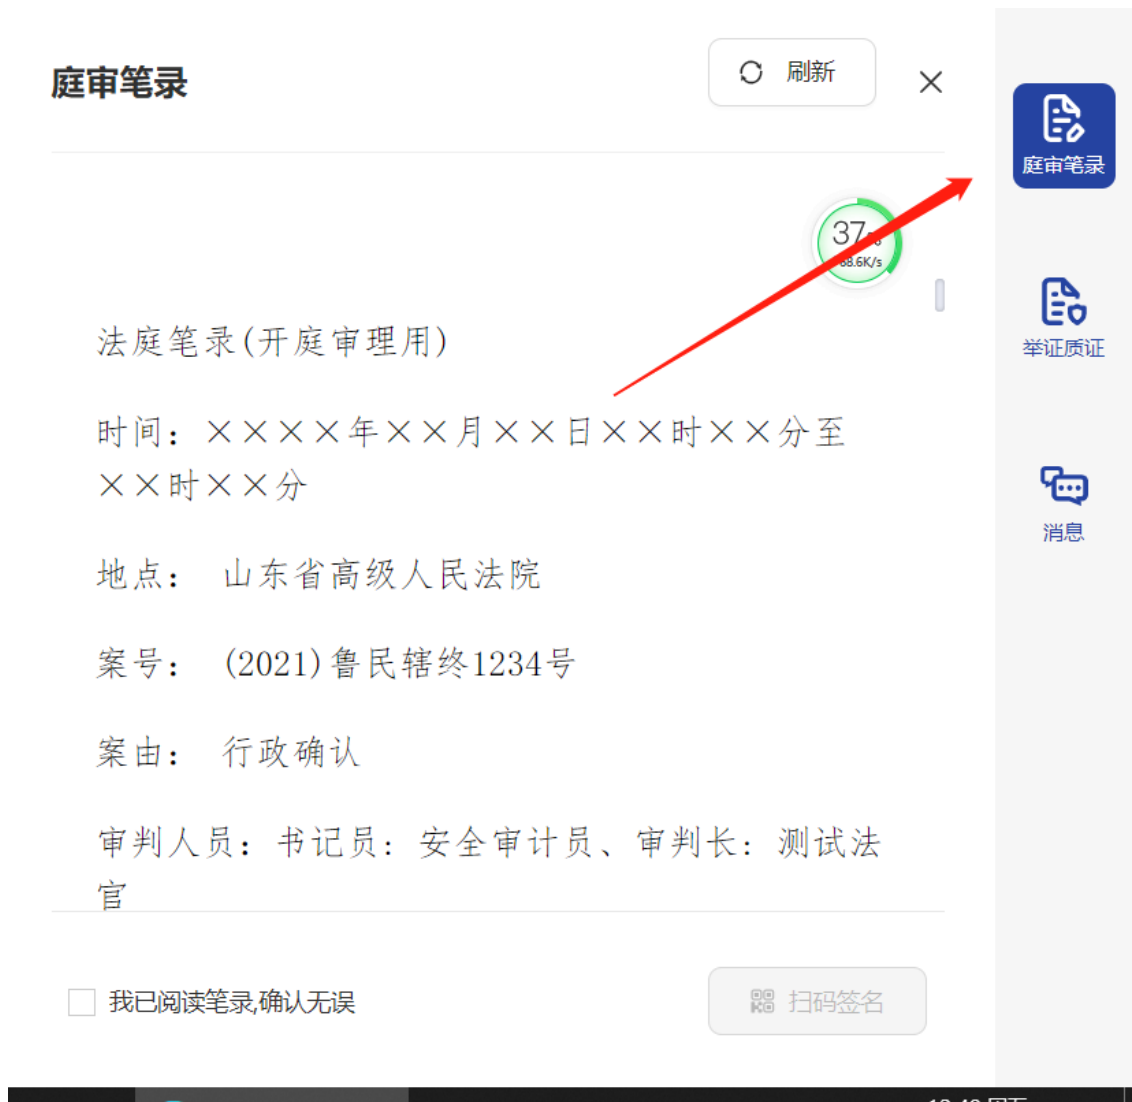 庭审笔录
刷新
庭审笔录
37%
举证质证
消息
法庭笔录(开庭审理用)
时间：××××年××月××日××时××分至
××时××分
地点： 山东省高级人民法院
案号： (2021)鲁民辖终1234号
案由： 行政确认
审判人员：书记员：安全审计员、审判长：测试法
官
我已阅读笔录,确认无误
扫码签名